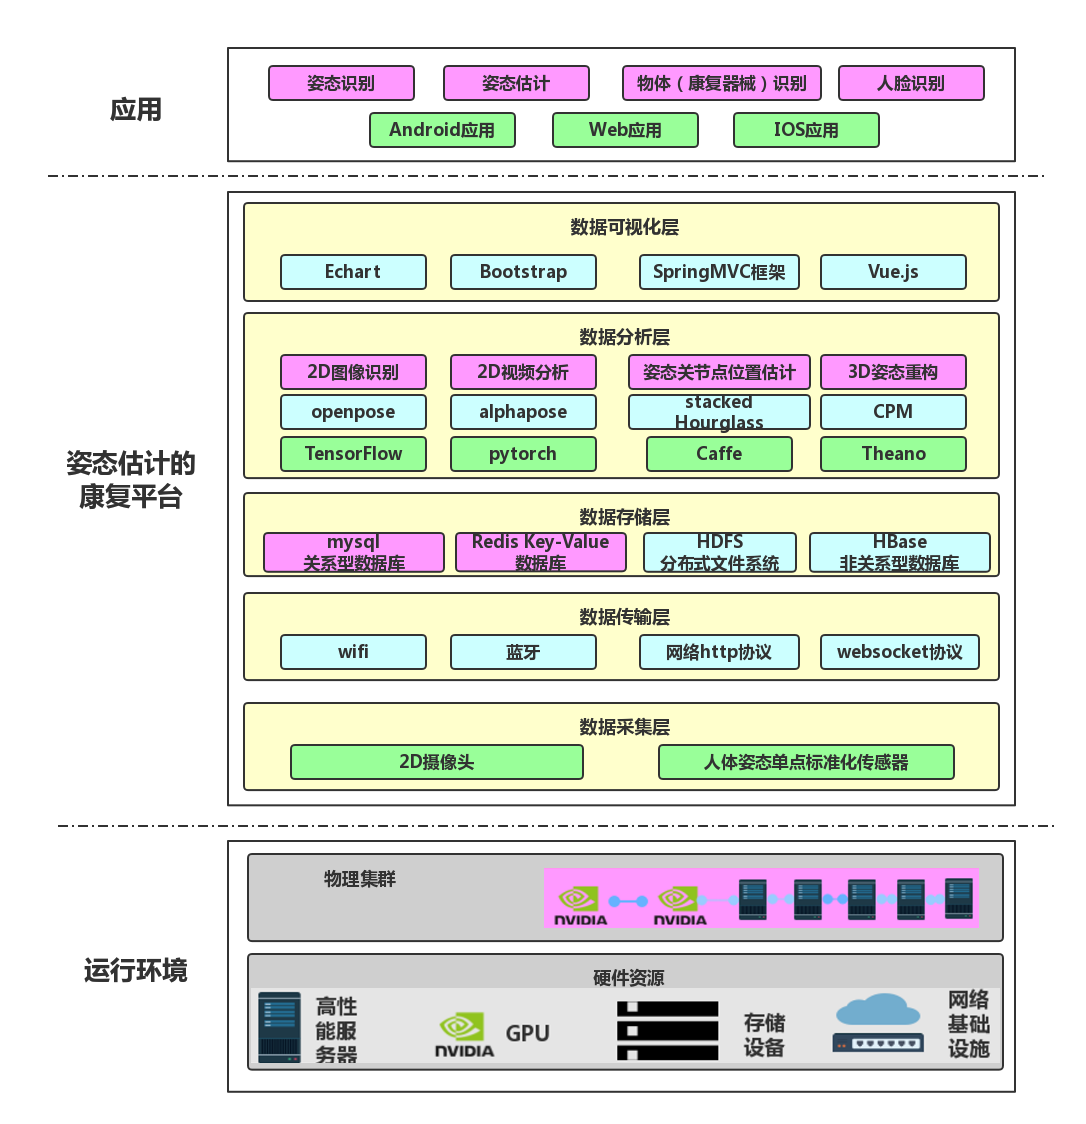 应用
姿态识别
姿态估计
物体（康复器械）识别
人脸识别
Android应用
Web应用
IOS应用
姿态估计的
康复平台
数据可视化层
Echart
Bootstrap
SpringMVC框架
Vue.js
数据分析层
2D图像识别
2D视频分析
姿态关节点位置估计
3D姿态重构
openpose
alphapose
stacked
Hourglass
CPM
TensorFlow
pytorch
Caffe
Theano
数据存储层
mysql
关系型数据库
Redis Key-Value
数据库
HDFS
分布式文件系统
HBase
非关系型数据库
数据传输层
wifi
蓝牙
网络http协议
websocket协议
数据采集层
2D摄像头
人体姿态单点标准化传感器
运行环境
物理集群
NVIDIA
NVIDIA
硬件资源
高性
能服
务器
NVIDIA
GPU
存储
设备
网络
基础
设施